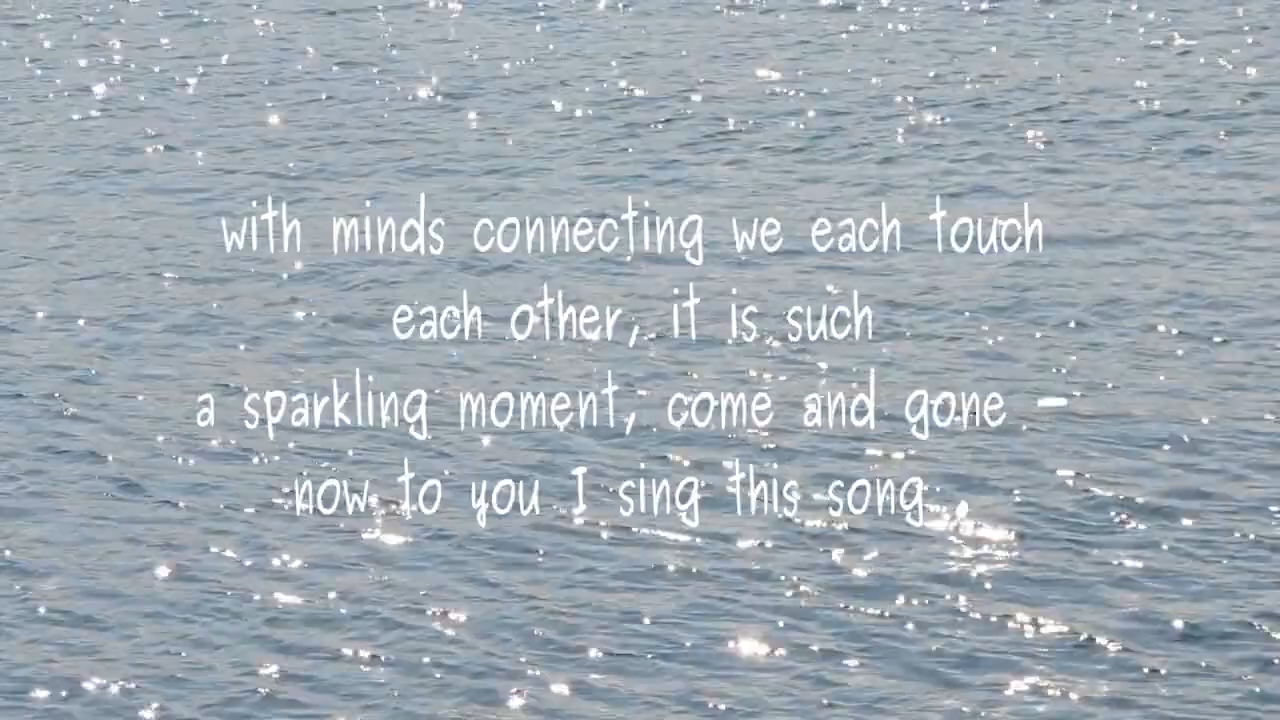 with minds connecting we each touch
each other, it is such
a sparkling moment, come and gone -
now to you I sing this song...